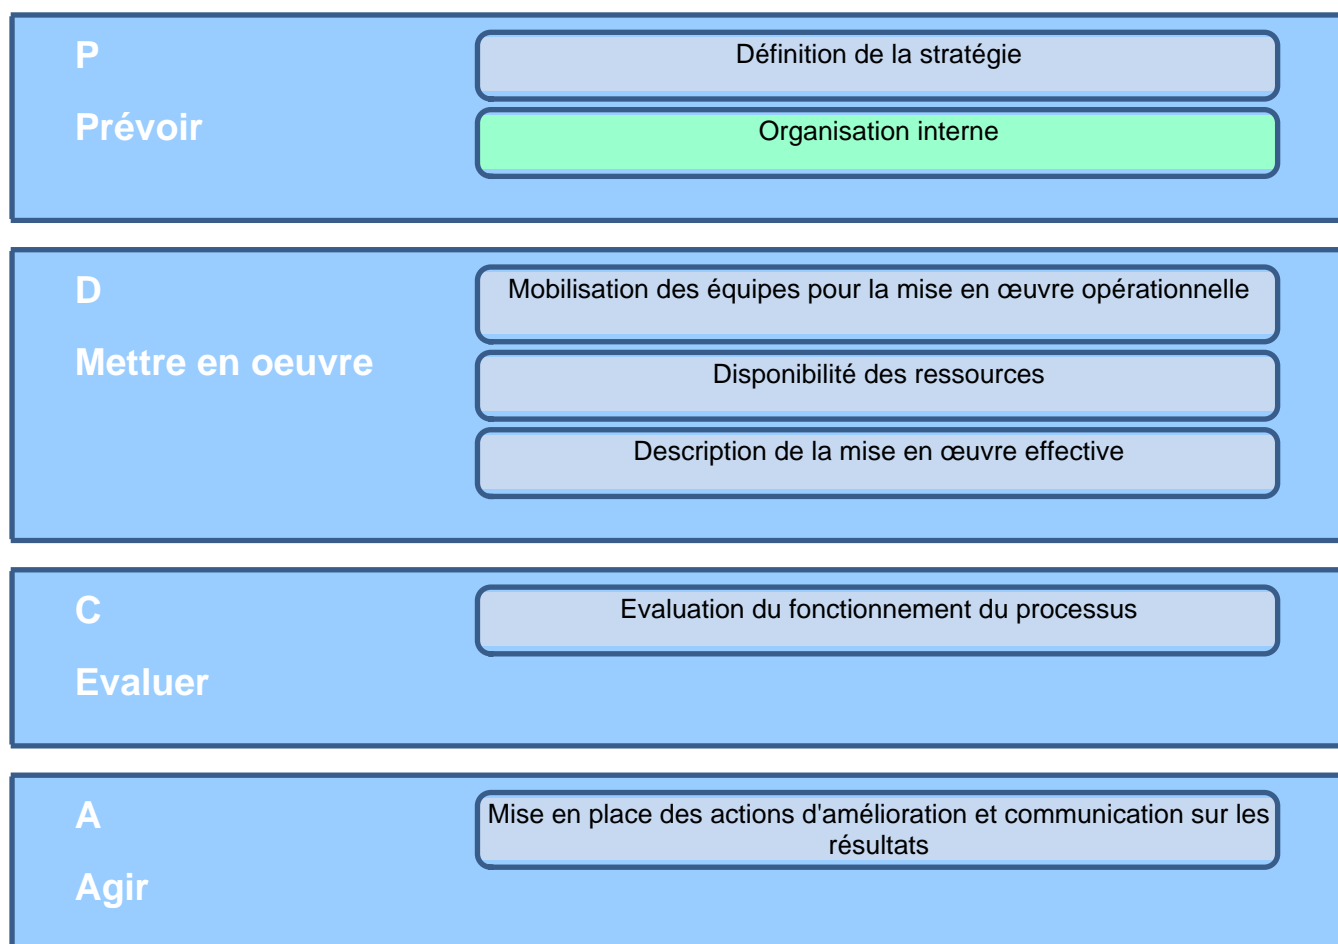 P
Prévoir
Définition de la stratégie
Organisation interne
D
Mettre en oeuvre
Mobilisation des équipes pour la mise en œuvre opérationnelle
Disponibilité des ressources
Description de la mise en œuvre effective
C
Evaluer
Evaluation du fonctionnement du processus
A
Agir
Mise en place des actions d'amélioration et communication sur les
résultats